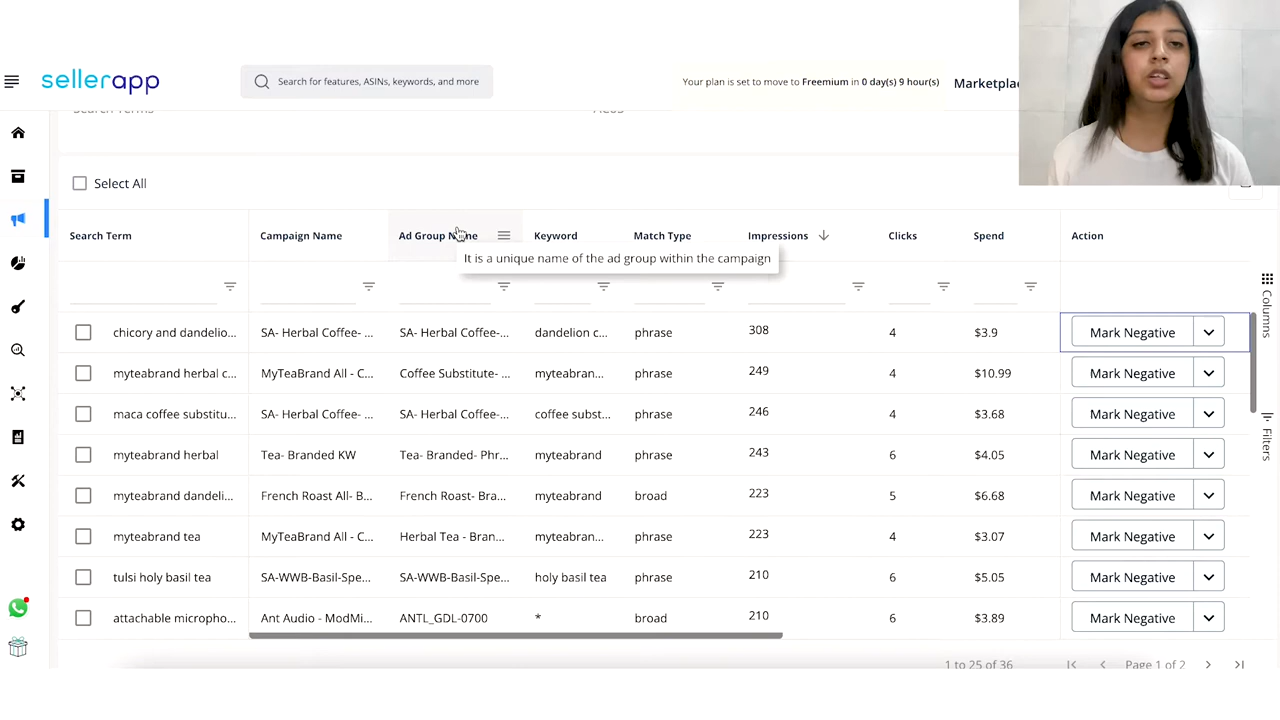 sellerapp
Search for features, ASINs, keywords, and more
Your plan is set to move to Freemium in 0 day(s) 9 hour(s)
Search Terms
ACoS
Select All
Search Term Campaign Name Ad Group Name Keyword Match Type Impressions Clicks Spend Action
It is a unique name of the ad group within the campaign
chicory and dandelio... SA- Herbal Coffee- ... SA- Herbal Coffee-... dandelion c... phrase 308 4 $3.9 Mark Negative
myteabrand herbal c... MyTeaBrand All - C... Coffee Substitute- ... myteabran... phrase 249 4 $10.99 Mark Negative
maca coffee substitu... SA- Herbal Coffee- ... SA- Herbal Coffee-... coffee subst... phrase 246 4 $3.68 Mark Negative
myteabrand herbal Tea- Branded KW Tea- Branded- Phr... myteabrand phrase 243 6 $4.05 Mark Negative
myteabrand dandeli... French Roast All- B... French Roast- Bra... myteabrand broad 223 5 $6.68 Mark Negative
myteabrand tea MyTeaBrand All - C... Herbal Tea - Bran... myteabran... phrase 223 4 $3.07 Mark Negative
tulsi holy basil tea SA-WWB-Basil-Spe... SA-WWB-Basil-Spe... holy basil tea phrase 210 6 $5.05 Mark Negative
attachable micropho... Ant Audio - ModMi... ANTL_GDL-0700 * broad 210 6 $3.89 Mark Negative
Columns
Filters
1 to 25 of 36 Page 1 of 2